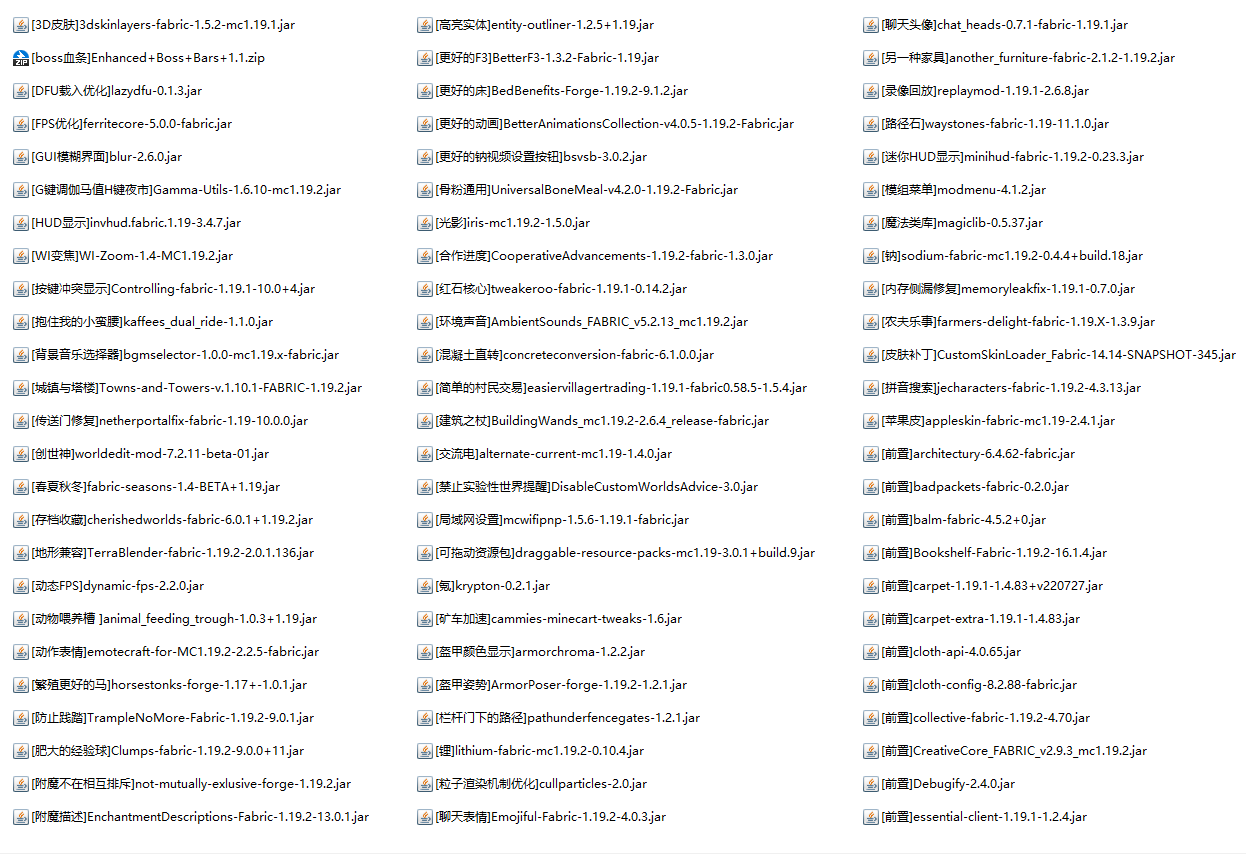 [3D皮肤]3dskinlayers-fabric-1.5.2-mc1.19.1.jar
[boss血条]Enhanced+Boss+Bars+1.1.zip
[DFU载入优化]lazydfu-0.1.3.jar
[FPS优化]ferritecore-5.0.0-fabric.jar
[GUI模糊界面]blur-2.6.0.jar
[G键调伽马值H键夜市]Gamma-Utils-1.6.10-mc1.19.2.jar
[HUD显示]invhud.fabric.1.19-3.4.7.jar
[WI变焦]WI-Zoom-1.4-MC1.19.2.jar
[按键冲突显示]Controlling-fabric-1.19.1-10.0+4.jar
[抱住我的小蛮腰]kaffees_dual_ride-1.1.0.jar
[背景音乐选择器]bgmselector-1.0.0-mc1.19.x-fabric.jar
[城镇与塔楼]Towns-and-Towers-v.1.10.1-FABRIC-1.19.2.jar
[传送门修复]netherportalfix-fabric-1.19-10.0.0.jar
[创世神]worldedit-mod-7.2.11-beta-01.jar
[春夏秋冬]fabric-seasons-1.4-BETA+1.19.jar
[存档收藏]cherishedworlds-fabric-6.0.1+1.19.2.jar
[地形兼容]TerraBlender-fabric-1.19.2-2.0.1.136.jar
[动态FPS]dynamic-fps-2.2.0.jar
[动物喂养槽 ]animal_feeding_trough-1.0.3+1.19.jar
[动作表情]emotecraft-for-MC1.19.2-2.2.5-fabric.jar
[繁殖更好的马]horsestonks-forge-1.17+-1.0.1.jar
[防止践踏]TrampleNoMore-Fabric-1.19.2-9.0.1.jar
[肥大的经验球]Clumps-fabric-1.19.2-9.0.0+11.jar
[附魔不在相互排斥]not-mutually-exlusive-forge-1.19.2.jar
[附魔描述]EnchantmentDescriptions-Fabric-1.19.2-13.0.1.jar
[高亮实体]entity-outliner-1.2.5+1.19.jar
[更好的F3]BetterF3-1.3.2-Fabric-1.19.jar
[更好的床]BedBenefits-Forge-1.19.2-9.1.2.jar
[更好的动画]BetterAnimationsCollection-v4.0.5-1.19.2-Fabric.jar
[更好的钠视频设置按钮]bsvsb-3.0.2.jar
[骨粉通用]UniversalBoneMeal-v4.2.0-1.19.2-Fabric.jar
[光影]iris-mc1.19.2-1.5.0.jar
[合作进度]CooperativeAdvancements-1.19.2-fabric-1.3.0.jar
[红石核心]tweakeroo-fabric-1.19.1-0.14.2.jar
[环境声音]AmbientSounds_FABRIC_v5.2.13_mc1.19.2.jar
[混凝土直转]concreteconversion-fabric-6.1.0.0.jar
[简单的村民交易]easiervillagertrading-1.19.1-fabric0.58.5-1.5.4.jar
[建筑之杖]BuildingWands_mc1.19.2-2.6.4_release-fabric.jar
[交流电]alternate-current-mc1.19-1.4.0.jar
[禁止实验性世界提醒]DisableCustomWorldsAdvice-3.0.jar
[局域网设置]mcwifipnp-1.5.6-1.19.1-fabric.jar
[可拖动资源包]draggable-resource-packs-mc1.19-3.0.1+build.9.jar
[氪]krypton-0.2.1.jar
[矿车加速]cammies-minecart-tweaks-1.6.jar
[盔甲颜色显示]armorchroma-1.2.2.jar
[盔甲姿势]ArmorPoser-forge-1.19.2-1.2.1.jar
[栏杆门下的路径]pathunderfencegates-1.2.1.jar
[锂]lithium-fabric-mc1.19.2-0.10.4.jar
[粒子渲染机制优化]cullparticles-2.0.jar
[聊天表情]Emojiful-Fabric-1.19.2-4.0.3.jar
[聊天头像]chat_heads-0.7.1-fabric-1.19.1.jar
[另一种家具]another_furniture-fabric-2.1.2-1.19.2.jar
[录像回放]replaymod-1.19.1-2.6.8.jar
[路径石]waystones-fabric-1.19-11.1.0.jar
[迷你HUD显示]minihud-fabric-1.19.2-0.23.3.jar
[模组菜单]modmenu-4.1.2.jar
[魔法类库]magiclib-0.5.37.jar
[钠]sodium-fabric-mc1.19.2-0.4.4+build.18.jar
[内存侧漏修复]memoryleakfix-1.19.1-0.7.0.jar
[农夫乐事]farmers-delight-fabric-1.19.X-1.3.9.jar
[皮肤补丁]CustomSkinLoader_Fabric-14.14-SNAPSHOT-345.jar
[拼音搜索]jecharacters-fabric-1.19.2-4.3.13.jar
[苹果皮]appleskin-fabric-mc1.19-2.4.1.jar
[前置]architectury-6.4.62-fabric.jar
[前置]badpackets-fabric-0.2.0.jar
[前置]balm-fabric-4.5.2+0.jar
[前置]Bookshelf-Fabric-1.19.2-16.1.4.jar
[前置]carpet-1.19.1-1.4.83+v220727.jar
[前置]carpet-extra-1.19.1-1.4.83.jar
[前置]cloth-api-4.0.65.jar
[前置]cloth-config-8.2.88-fabric.jar
[前置]collective-fabric-1.19.2-4.70.jar
[前置]CreativeCore_FABRIC_v2.9.3_mc1.19.2.jar
[前置]Debugify-2.4.0.jar
[前置]essential-client-1.19.1-1.2.4.jar